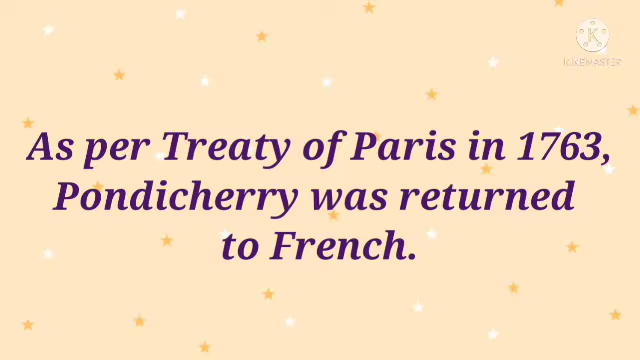 KINEMASTER
As per Treaty of Paris in 1763,
Pondicherry was returned
to French.